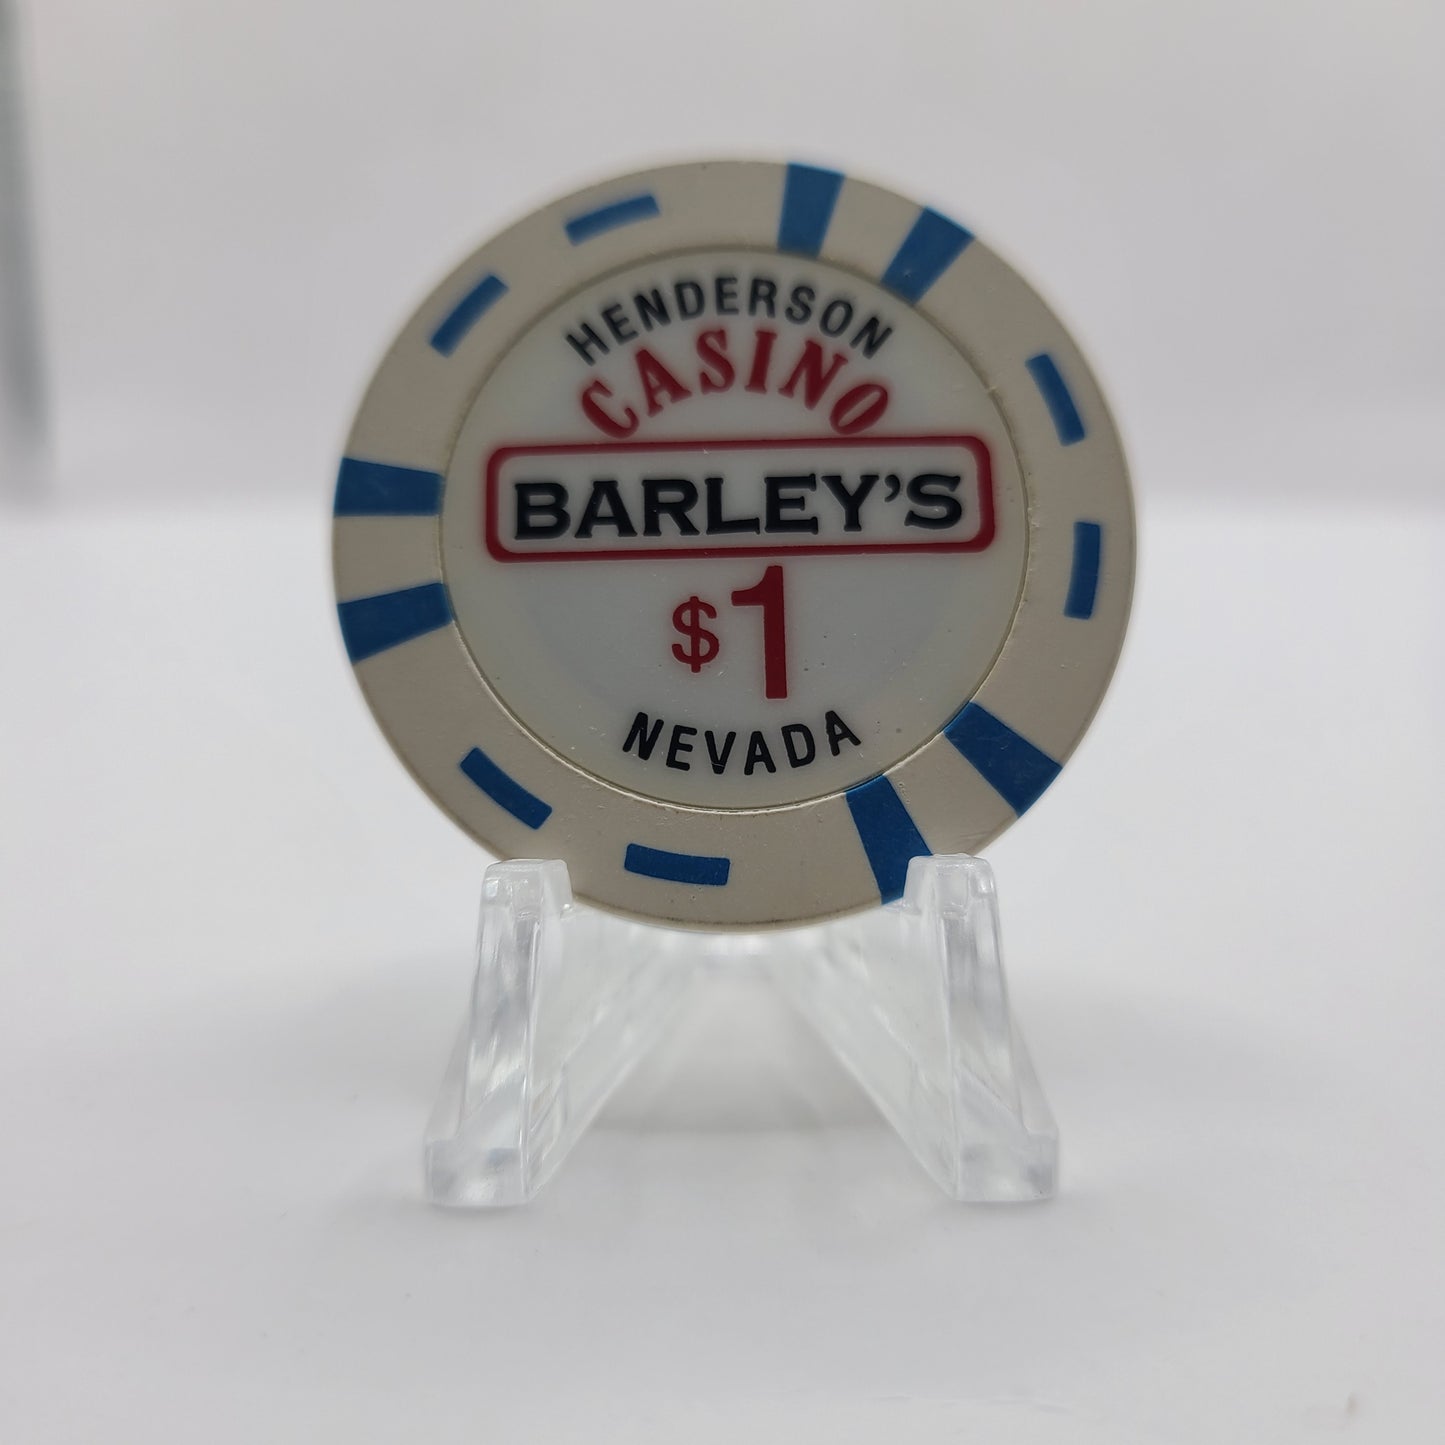 HENDERSON
CASINO
BARLEY'S
$1
NEVADA